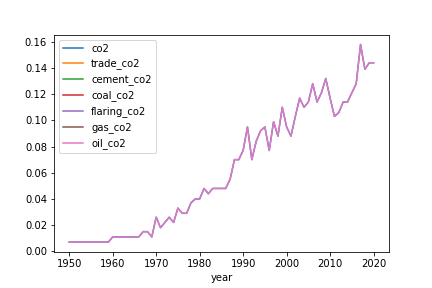 0.16
0.14
0.12
0.10
0.08
0.06
0.04
0.02
0.00
co2
trade_co2
cement_co2
coal_co2
flaring_co2
gas_co2
oil_co2
1950 1960 1970 1980 1990 2000 2010 2020
year